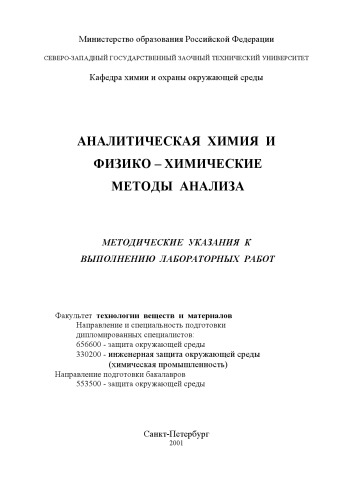 Министерство образования Российской Федерации
СЕВЕРО-ЗАПАДНЫЙ ГОСУДАРСТВЕННЫЙ ЗАОЧНЫЙ ТЕХНИЧЕСКИЙ УНИВЕРСИТЕТ
Кафедра химии и охраны окружающей среды
АНАЛИТИЧЕСКАЯ ХИМИЯ И
ФИЗИКО – ХИМИЧЕСКИЕ
МЕТОДЫ АНАЛИЗА
МЕТОДИЧЕСКИЕ УКАЗАНИЯ К
ВЫПОЛНЕНИЮ ЛАБОРАТОРНЫХ РАБОТ
Факультет технологии веществ и материалов
Направление и специальность подготовки
дипломированных специалистов:
656600 - защита окружающей среды
330200 - инженерная защита окружающей среды
(химическая промышленность)
Направление подготовки бакалавров
553500 - защита окружающей среды
Санкт-Петербург
2001